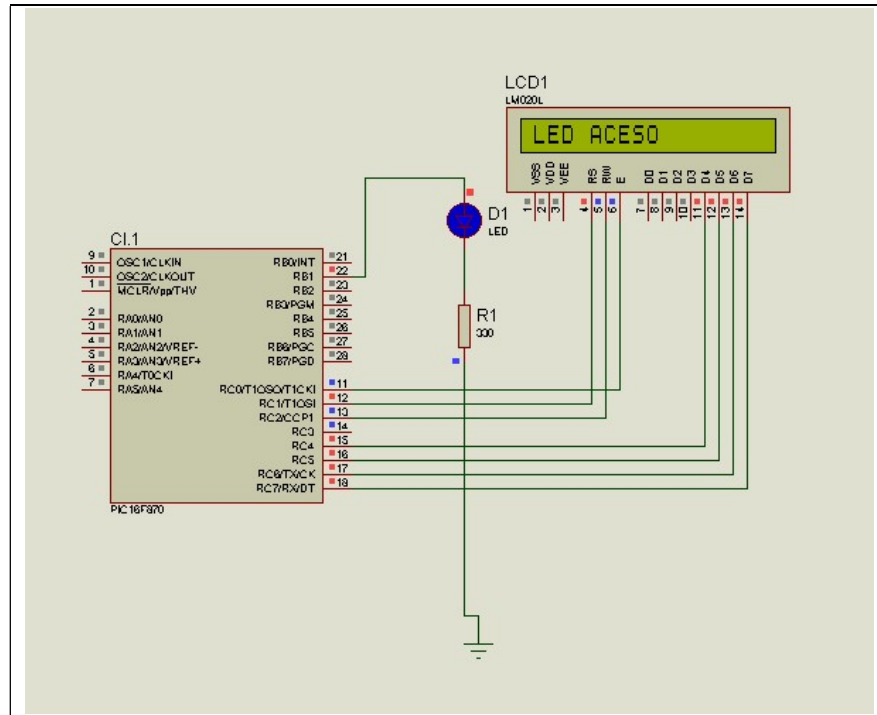 LCD1
LM020L
LED ACESO
VSS
VDD
VEE
RS
RW
E
D0
D1
D2
D3
D4
D5
D6
D7
1
2
3
4
5
6
7
8
9
10
11
12
13
14
D1
LED
R1
330
CI.1
9 OSC1/CLKIN
10 OSC2/CLKOUT
1 MCLR/Vpp/THV
2 RA0/AN0
3 RA1/AN1
4 RA2/AN2/VREF-
5 RA3/AN3/VREF+
6 RA4/T0CKI
7 RA5/AN4
RB0/INT 21
RB1 22
RB2 23
RB3/PGM 24
RB4 25
RB5 26
RB6/PGC 27
RB7/PGD 28
RC0/T1OSO/T1CKI 11
RC1/T1OSI 12
RC2/CCP1 13
RC3 14
RC4 15
RC5 16
RC6/TX/CK 17
RC7/RX/DT 18
PIC16F870